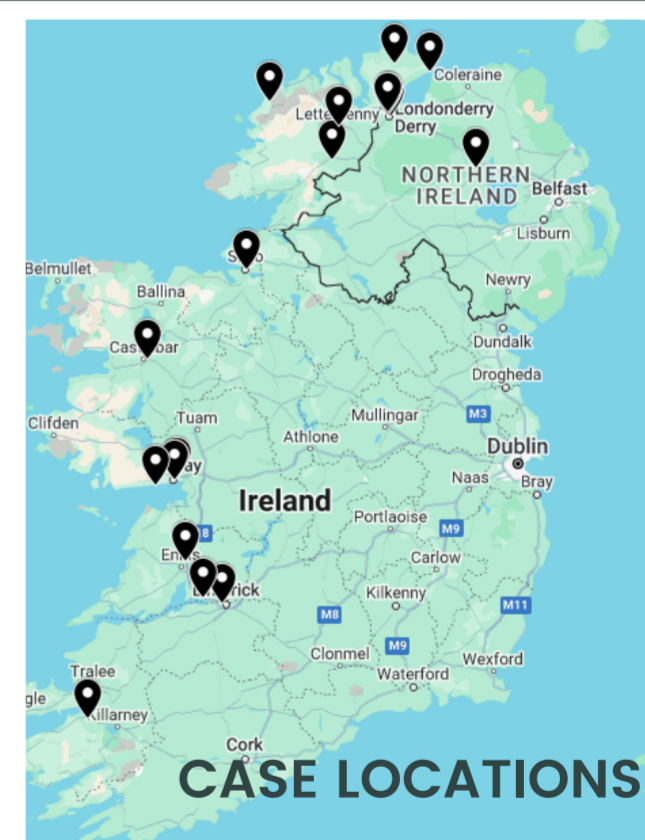 Coleraine
Londonderry
Derry
NORTHERN
IRELAND
Belfast
Lisburn
Belmullet
Ballina
Newry
Dundalk
Drogheda
Clifden
Tuam
Mullingar
M3
Athlone
Dublin
Naas
Bray
Ireland
Portlaoise
M9
Carlow
Kilkenny
M11
M8
Clonmel
M9
Wexford
Waterford
Tralee
Killarney
Cork
CASE LOCATIONS